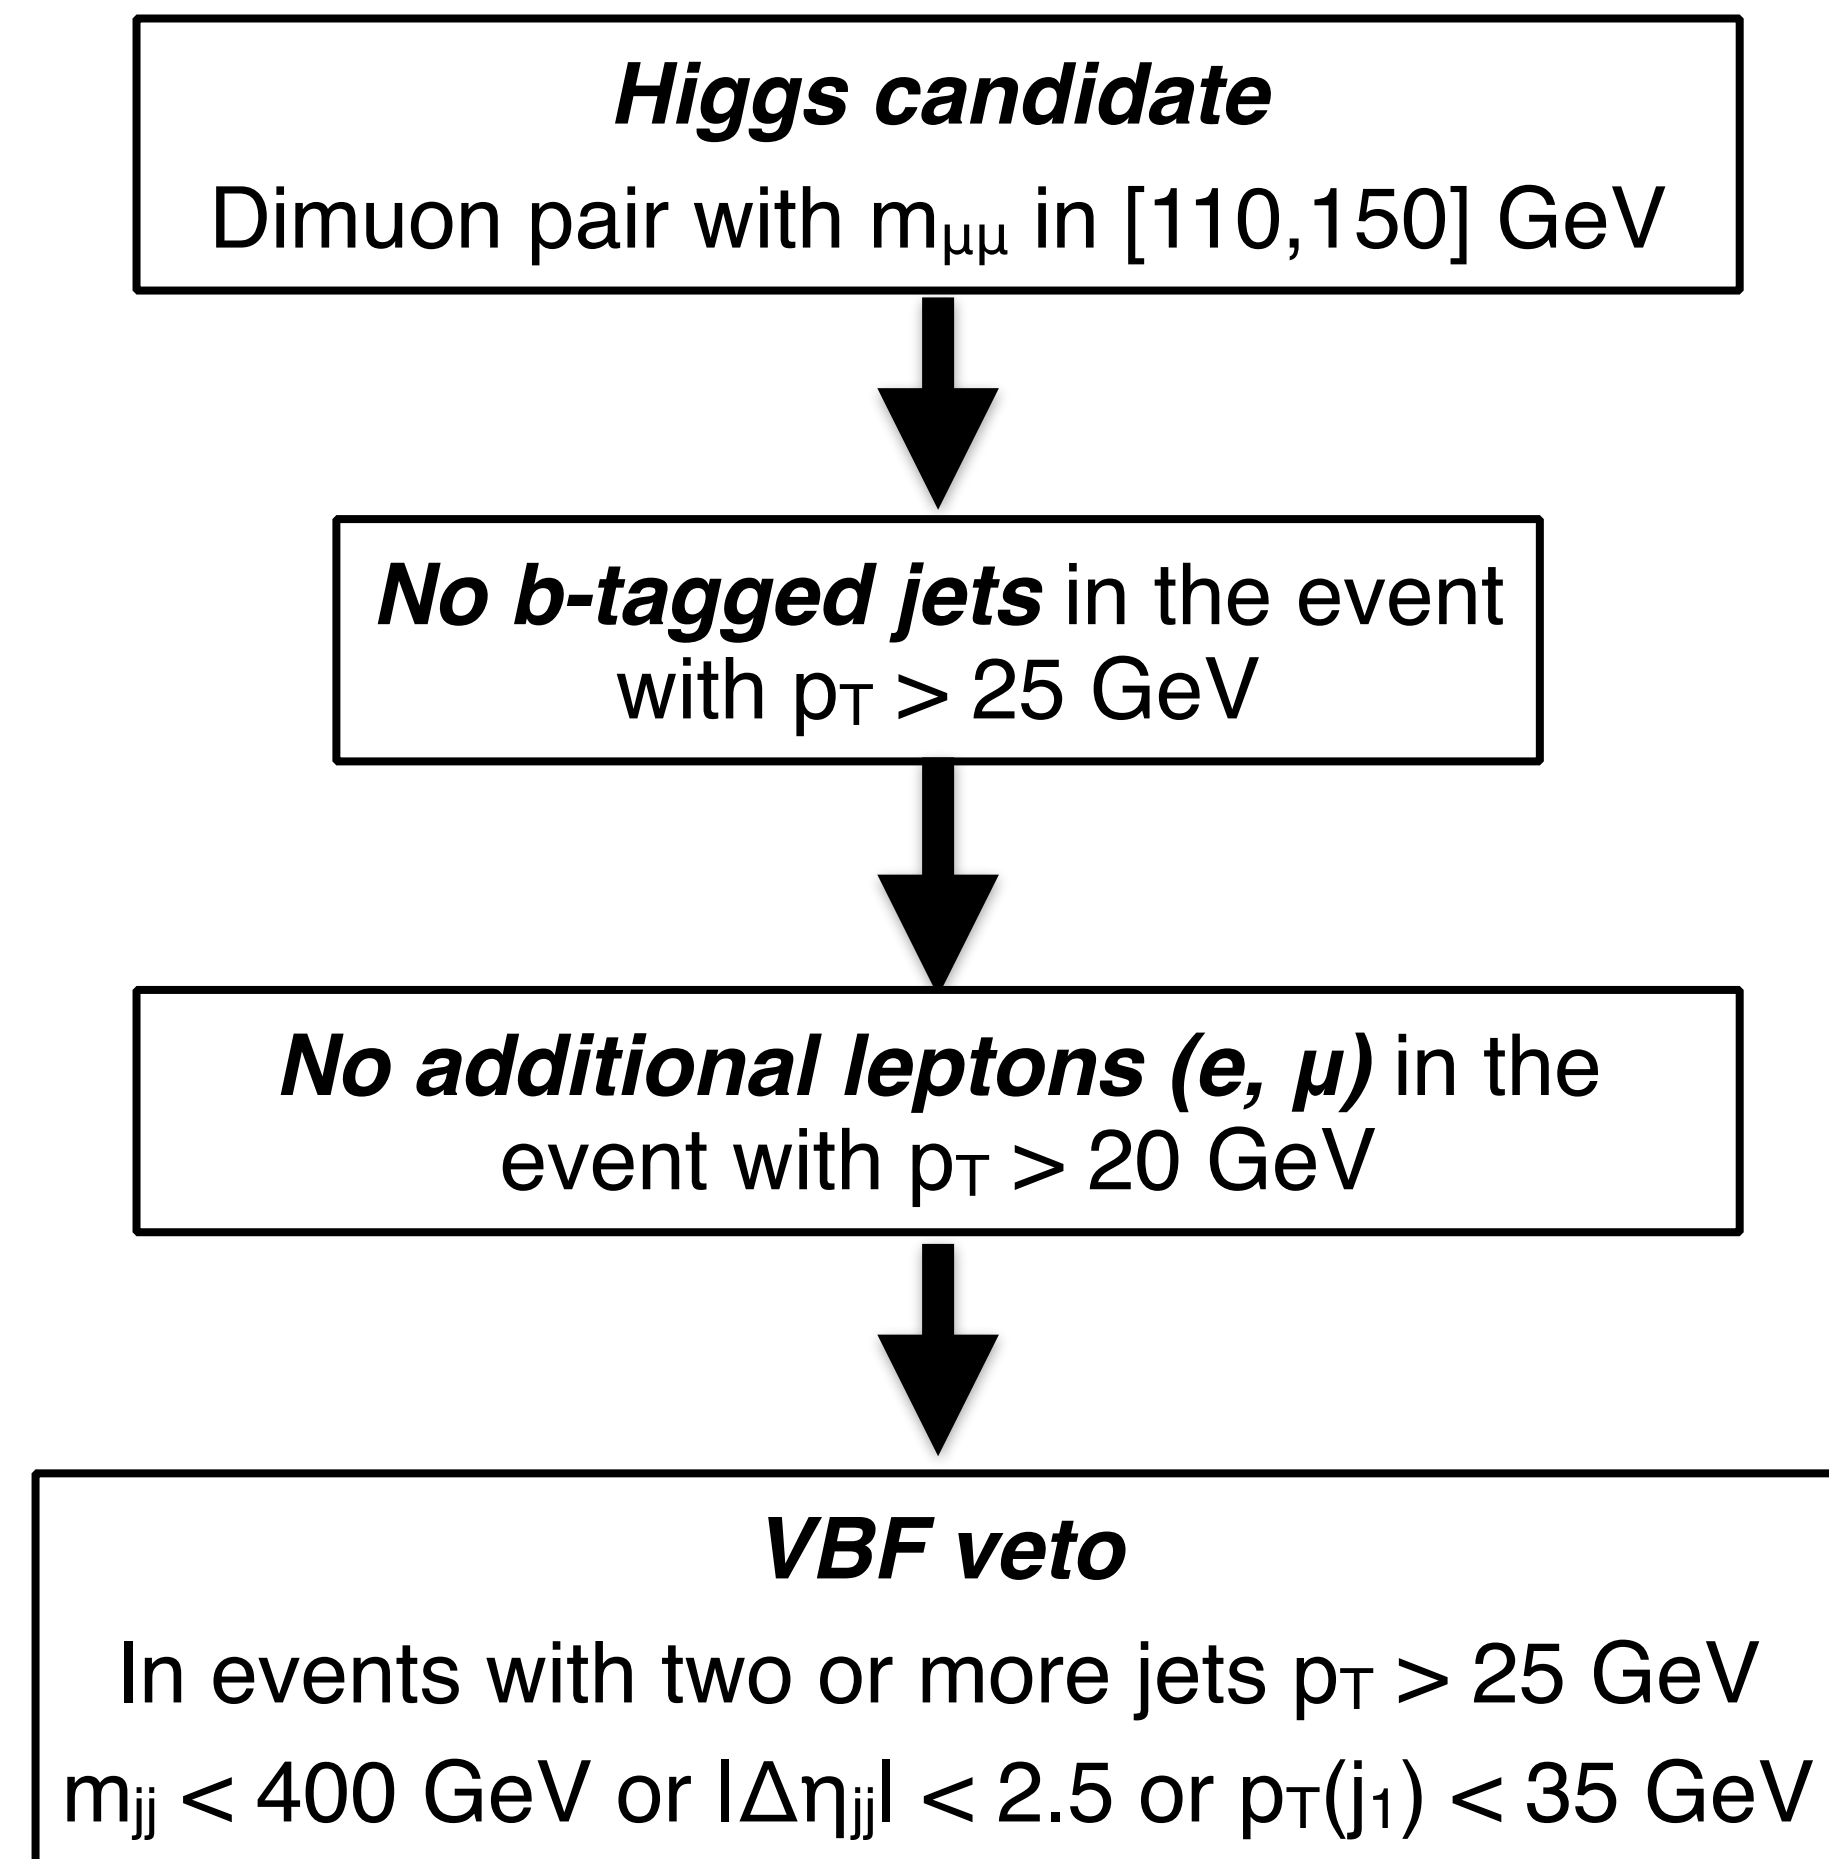 Higgs candidate
Dimuon pair with mμμ in [110,150] GeV
No b-tagged jets in the event
with pT > 25 GeV
No additional leptons (e, μ) in the
event with pT > 20 GeV
VBF veto
In events with two or more jets pT > 25 GeV
mjj < 400 GeV or |Δηjj| < 2.5 or pT(j1) < 35 GeV